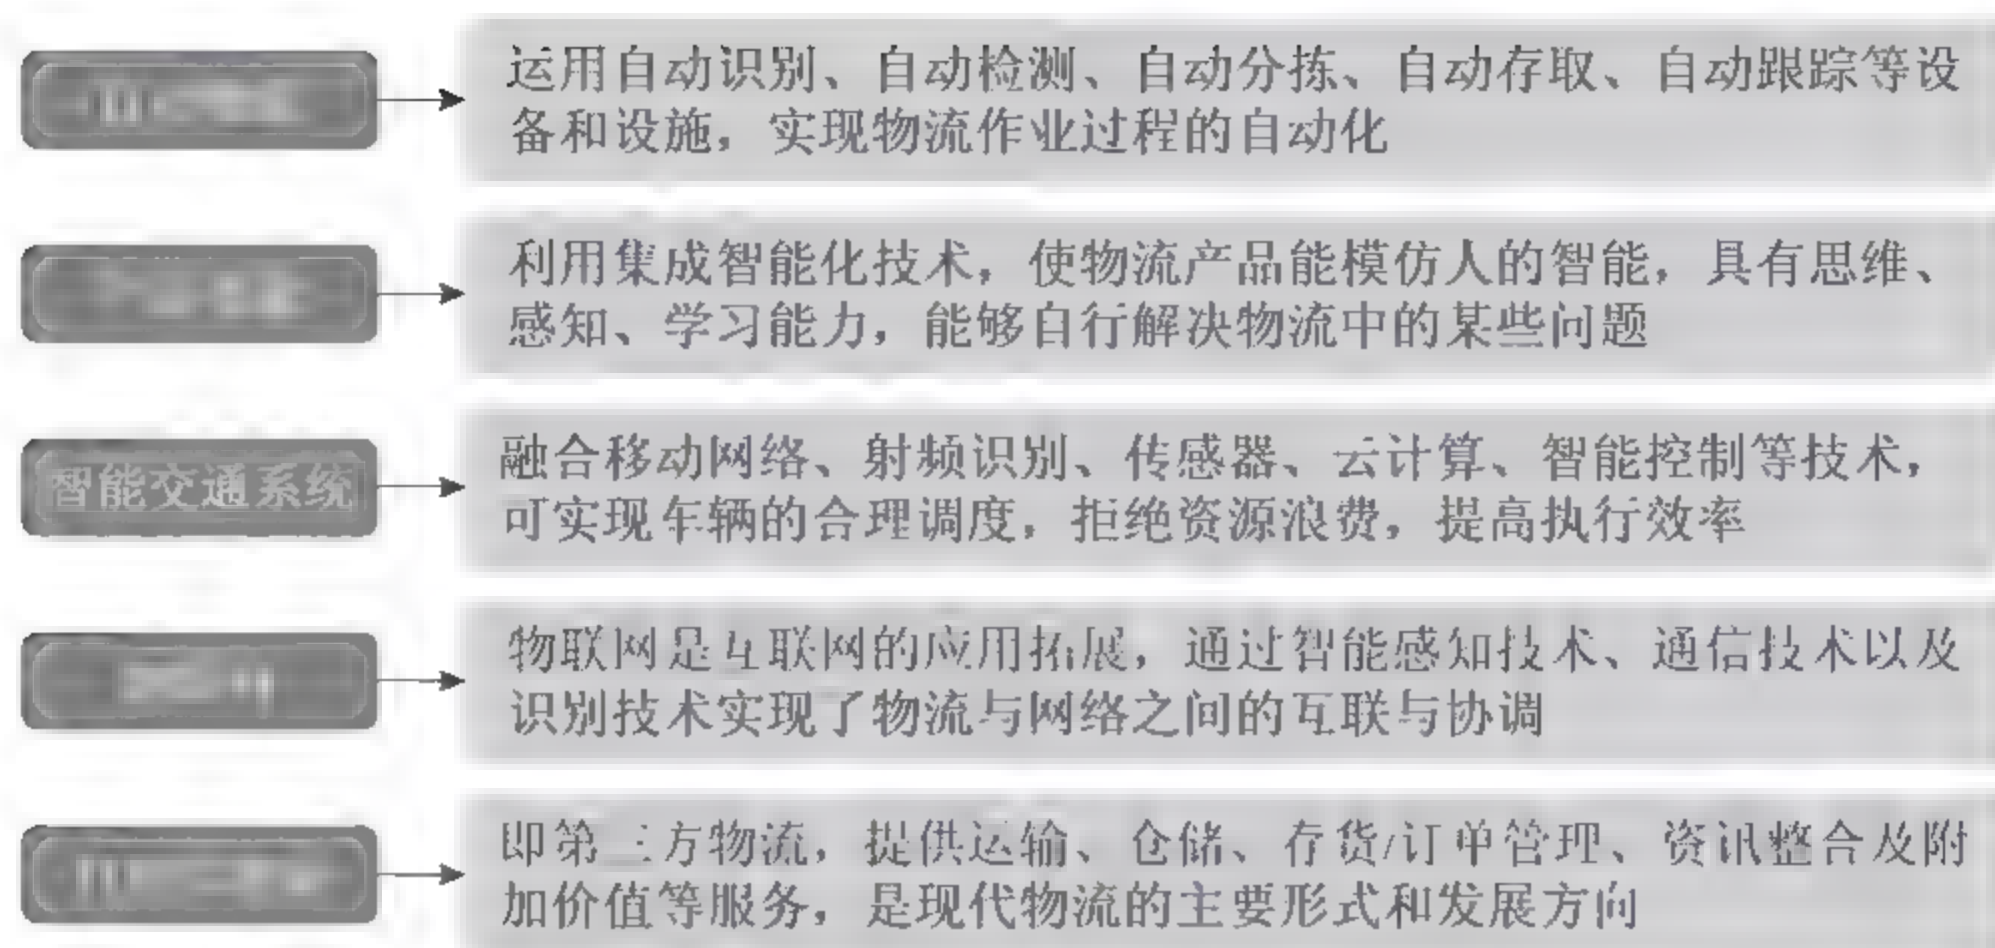 运用自动识别、自动检测、自动分拣、自动存取、自动跟踪等设
备和设施，实现物流作业过程的自动化
利用集成智能化技术，使物流产品能模仿人的智能，具有思维、
感知、学习能力，能够自行解决物流中的某些问题
智能交通系统
融合移动网络、射频识别、传感器、云计算、智能控制等技术，
可实现车辆的合理调度，拒绝资源浪费，提高执行效率
物联网是互联网的应用拓展，通过智能感知技术、通信技术以及
识别技术实现了物流与网络之间的互联与协调
即第三方物流，提供运输、仓储、存货/订单管理、资讯整合及附
加价值等服务，是现代物流的主要形式和发展方向